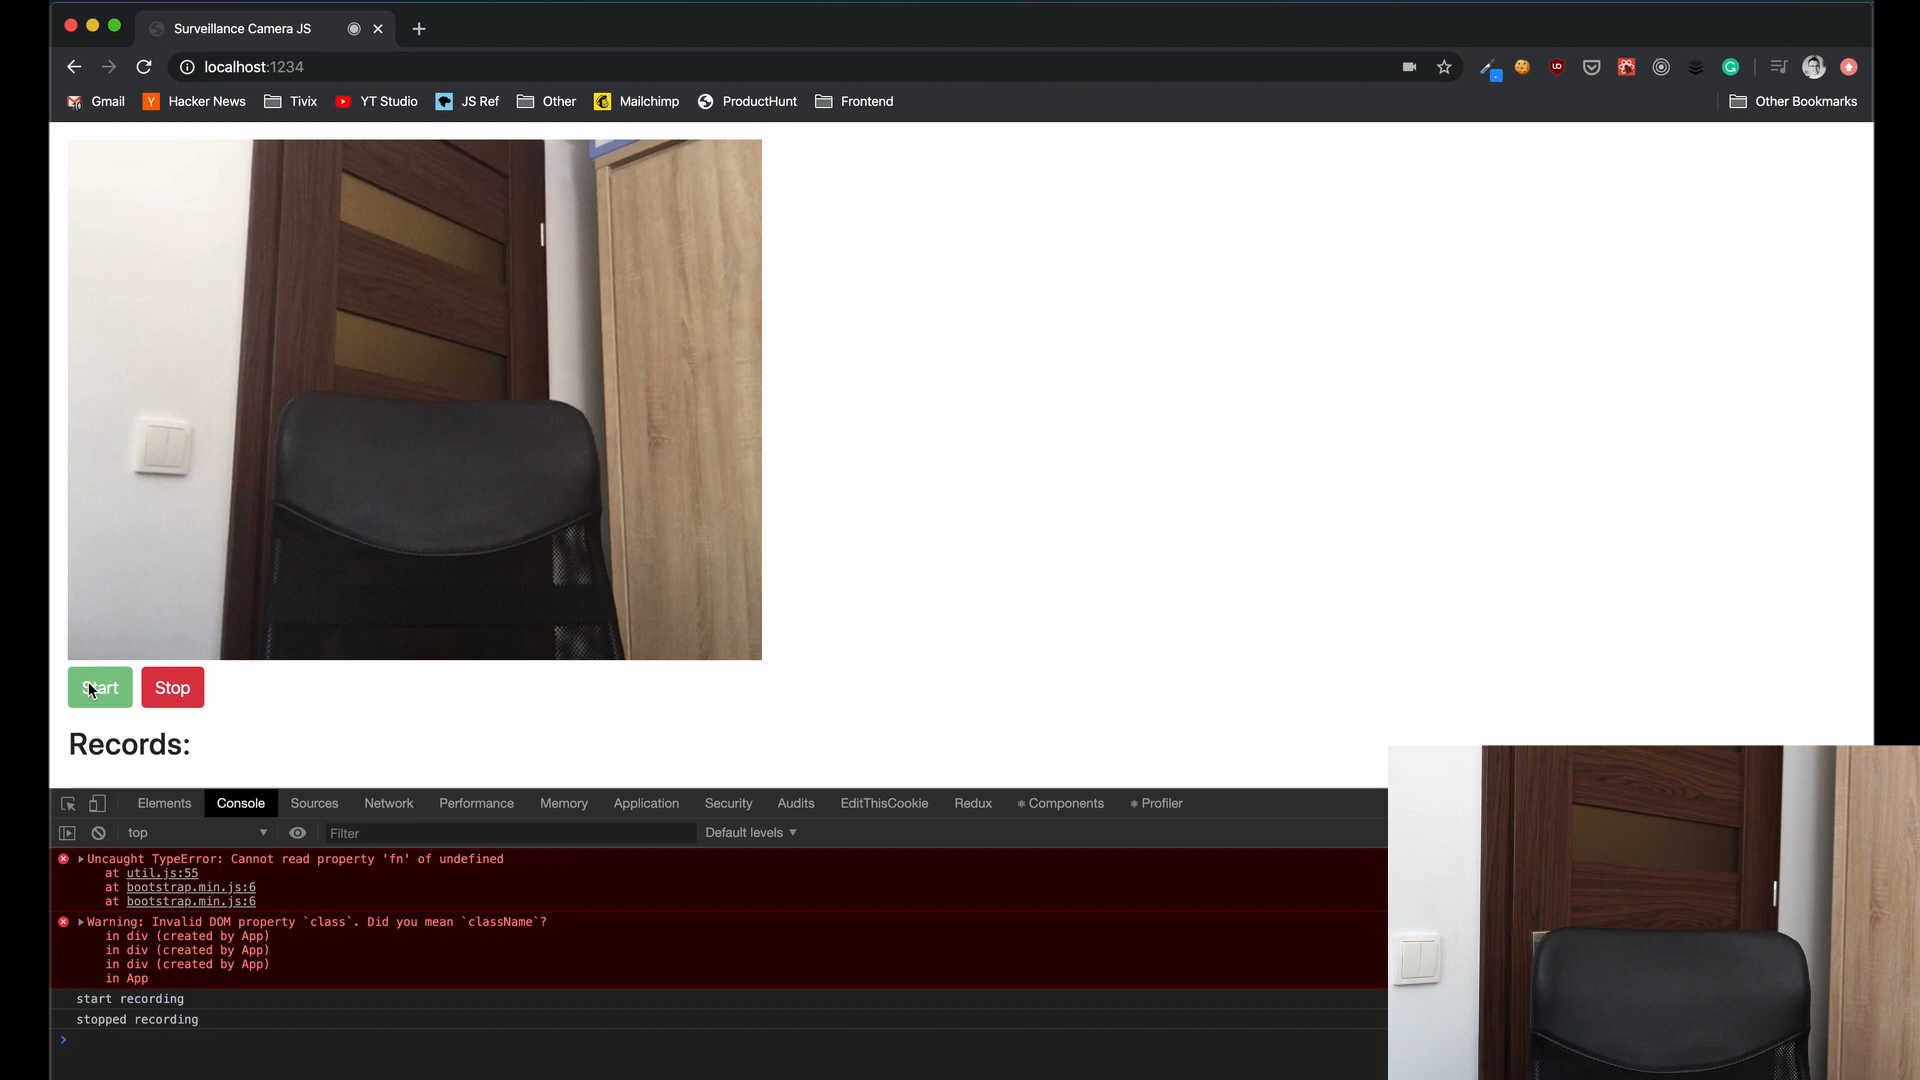 Surveillance Camera JS
localhost:1234
Gmail Hacker News Tivix YT Studio JS Ref Other Mailchimp ProductHunt Frontend Other Bookmarks
Start Stop
Records:
Elements Console Sources Network Performance Memory Application Security Audits EditThisCookie Redux Components Profiler
top Filter Default levels
Uncaught TypeError: Cannot read property 'fn' of undefined
at util.js:55
at bootstrap.min.js:6
at bootstrap.min.js:6
Warning: Invalid DOM property `class`. Did you mean `className`?
in div (created by App)
in div (created by App)
in div (created by App)
in App
start recording
stopped recording